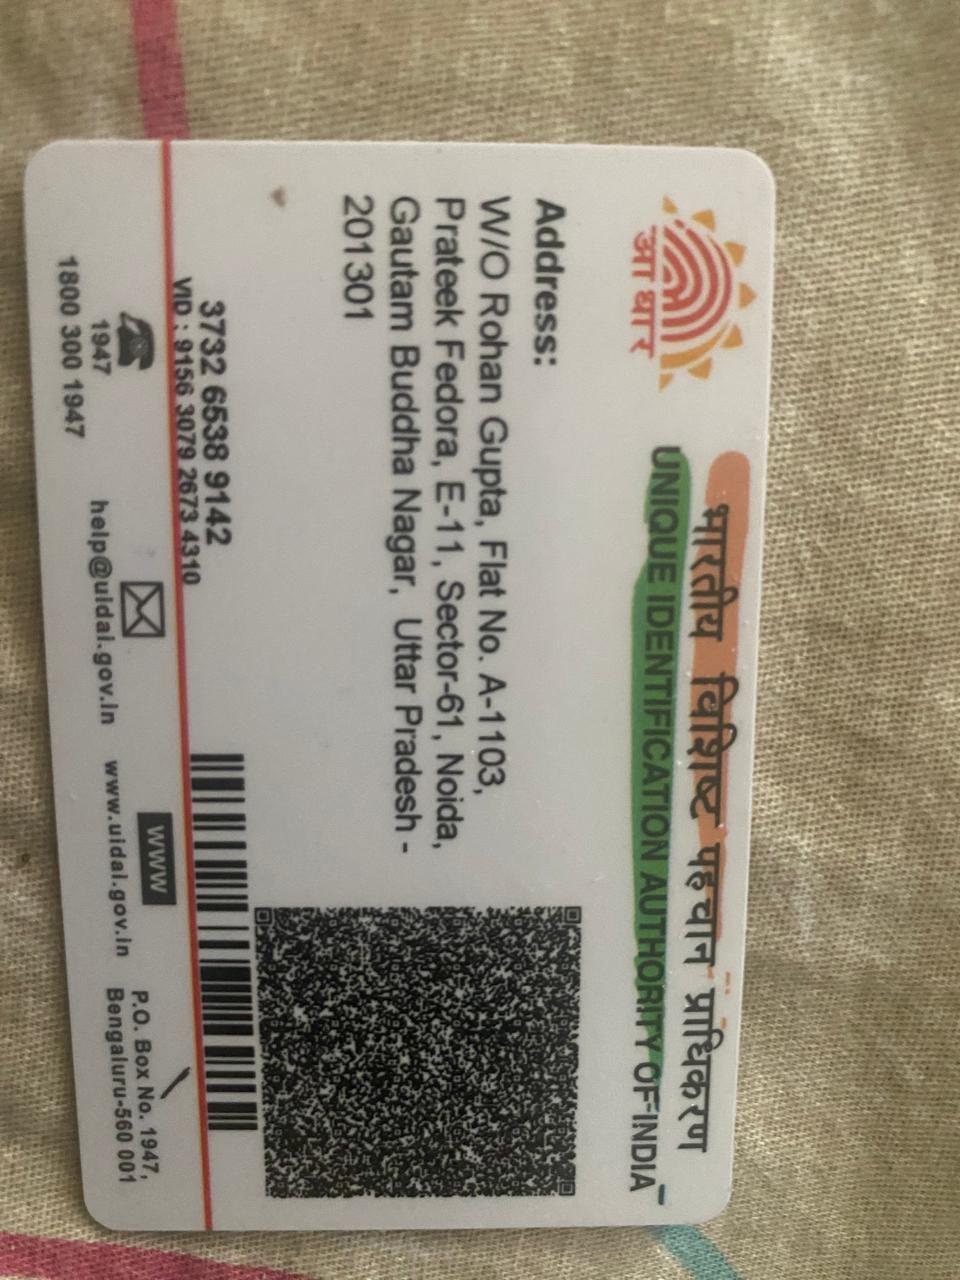 आधार
भारतीय विशिष्ट पहचान प्राधिकरण
UNIQUE IDENTIFICATION AUTHORITY OF INDIA
Address:
W/O Rohan Gupta, Flat No. A-1103,
Prateek Fedora, E-11, Sector-61, Noida,
Gautam Buddha Nagar, Uttar Pradesh -
201301
3732 6538 9142
VID : 9156 3079 2673 4310
1947
1800 300 1947
help@uidai.gov.in
WWW
www.uidai.gov.in
P.O. Box No. 1947,
Bengaluru-560 001